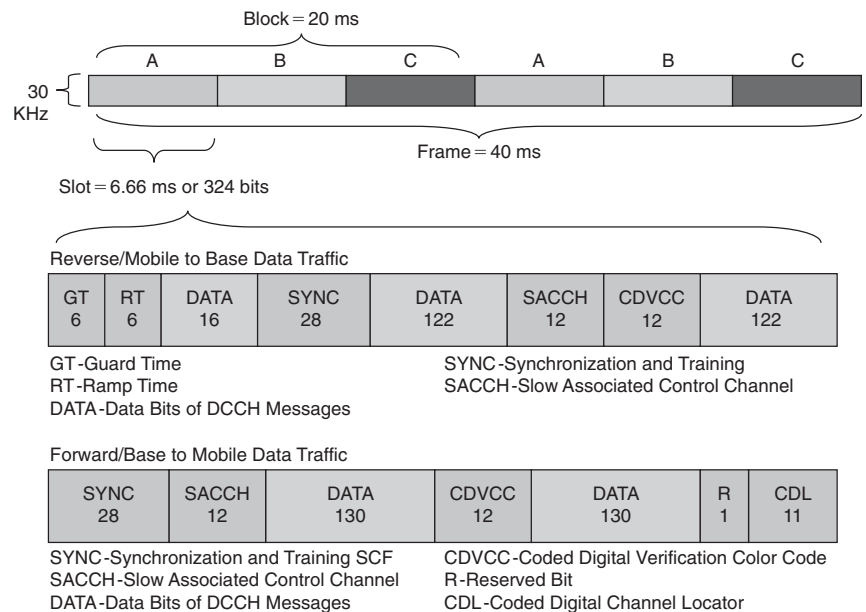 Block = 20 ms
A B C A B C
30
KHz
Frame = 40 ms
Slot = 6.66 ms or 324 bits
Reverse/Mobile to Base Data Traffic
GT RT DATA SYNC DATA SACCH CDVCC DATA
6 6 16 28 122 12 12 122
GT-Guard Time
RT-Ramp Time
DATA-Data Bits of DCCH Messages
SYNC-Synchronization and Training
SACCH-Slow Associated Control Channel
Forward/Base to Mobile Data Traffic
SYNC SACCH DATA CDVCC DATA R CDL
28 12 130 12 130 1 11
SYNC-Synchronization and Training SCF
SACCH-Slow Associated Control Channel
DATA-Data Bits of DCCH Messages
CDVCC-Coded Digital Verification Color Code
R-Reserved Bit
CDL-Coded Digital Channel Locator